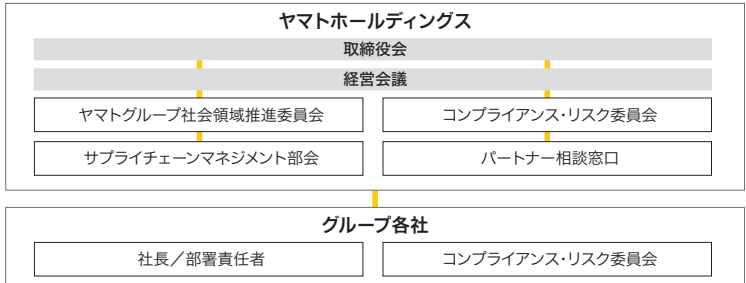 ヤマトホールディングス
取締役会
経営会議
ヤマトグループ社会領域推進委員会
コンプライアンス・リスク委員会
サプライチェーンマネジメント部会
パートナー相談窓口
グループ各社
社長／部署責任者
コンプライアンス・リスク委員会